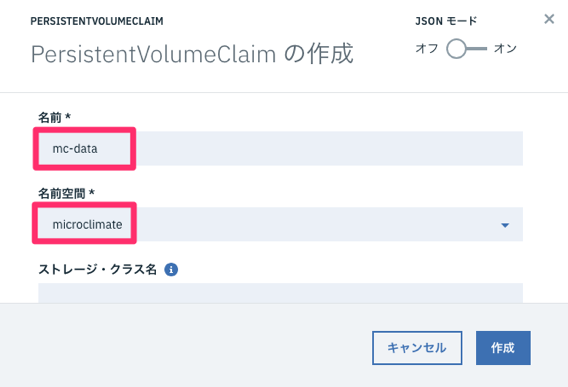 PERSISTENTVOLUMECLAIM
PersistentVolumeClaim の作成
JSON モード
オフ オン
名前 *
mc-data
名前空間 *
microclimate
ストレージ・クラス名
キャンセル
作成